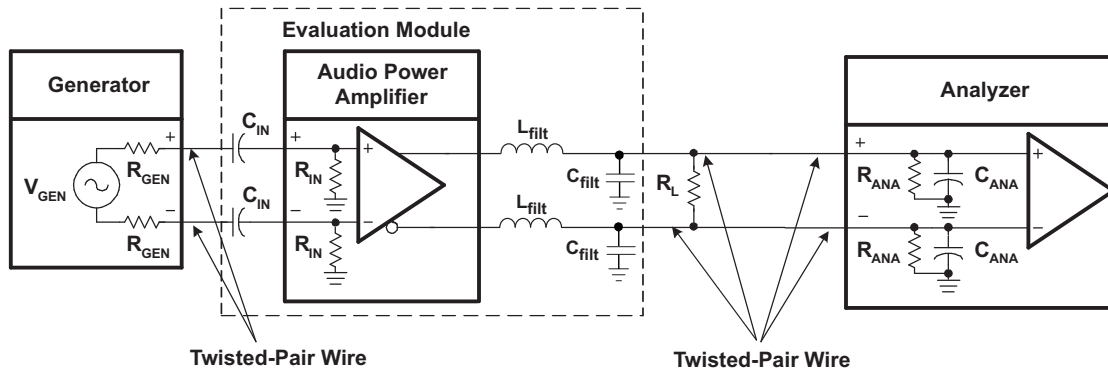 Evaluation Module
Generator
Audio Power
Amplifier
Analyzer
C_IN
L_filt
+
+
+
+
+
R_GEN
R_IN
C_filt
R_L
R_ANA
C_ANA
V_GEN
C_IN
L_filt
−
−
−
−
−
R_GEN
R_IN
C_filt
R_ANA
C_ANA
Twisted-Pair Wire
Twisted-Pair Wire